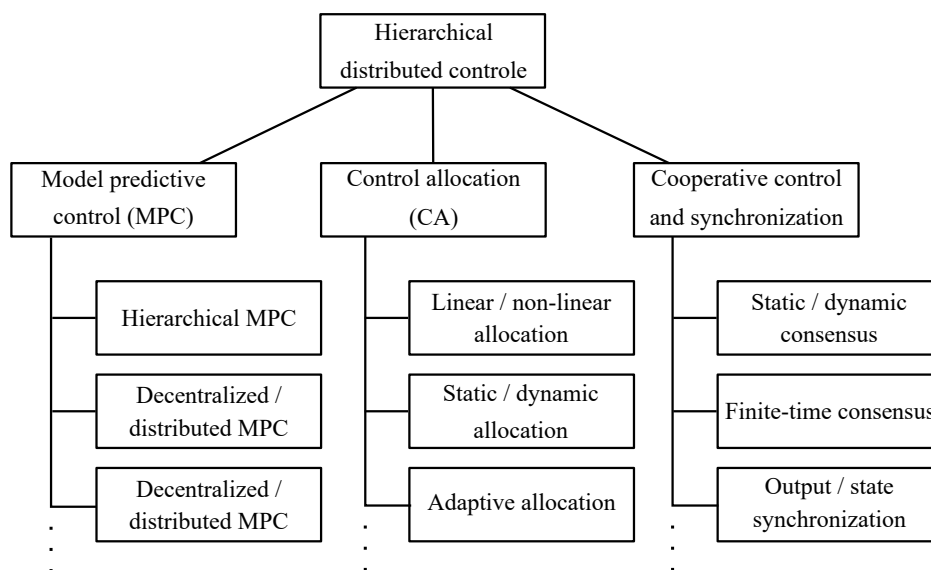 Hierarchical
distributed controle
Model predictive
control (MPC)
Control allocation
(CA)
Cooperative control
and synchronization
Hierarchical MPC
Linear / non-linear
allocation
Static / dynamic
consensus
Decentralized /
distributed MPC
Static / dynamic
allocation
Finite-time consensus
Decentralized /
distributed MPC
Adaptive allocation
Output / state
synchronization